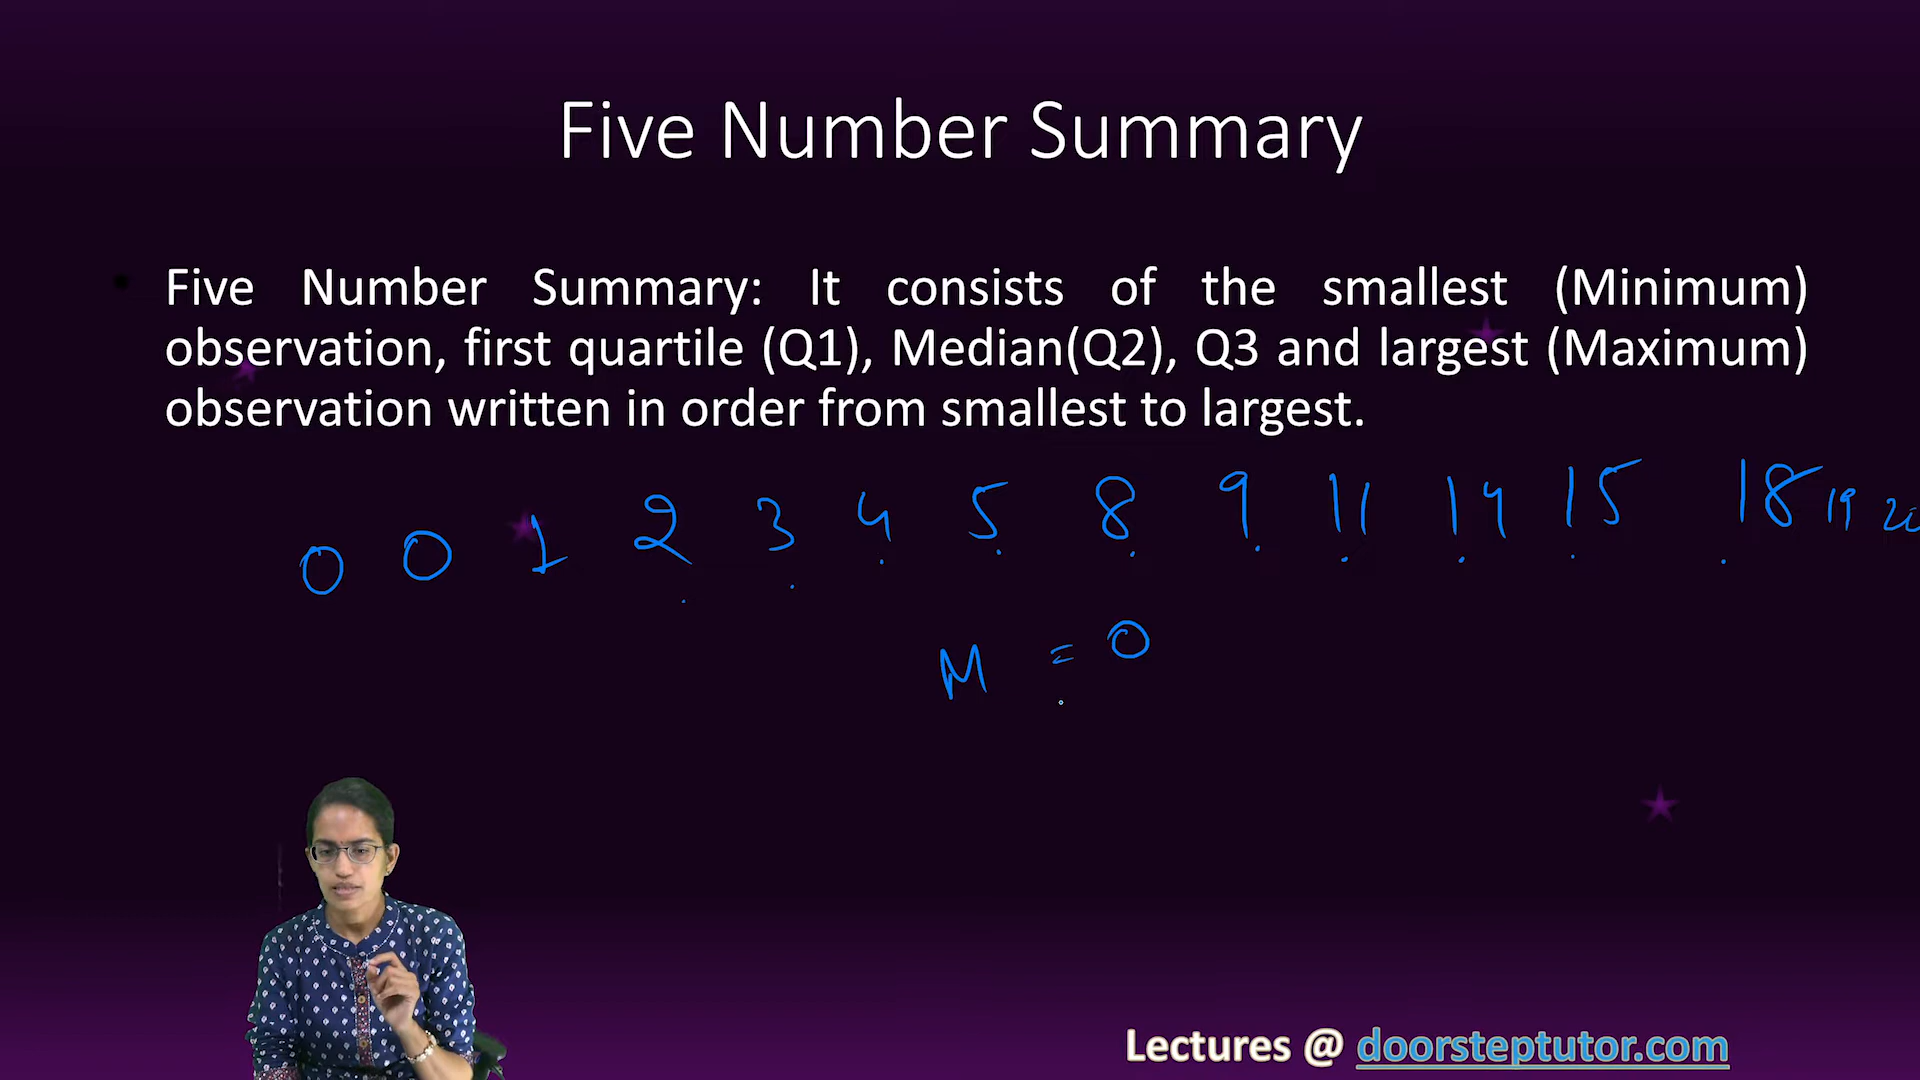 Five Number Summary
Five Number Summary: It consists of the smallest (Minimum)
observation, first quartile (Q1), Median(Q2), Q3 and largest (Maximum)
observation written in order from smallest to largest.
0 0 1 2 3 4 5 8 9 11 14 15 18 19 20
M = 0
Lectures @ doorsteptutor.com